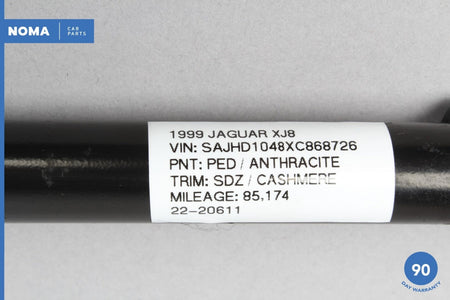 NOMA CAR PARTS
1999 JAGUAR XJ8
VIN: SAJHD1048XC868726
PNT: PED / ANTHRACITE
TRIM: SDZ / CASHMERE
MILEAGE: 85,174
22-20611
90
DAY WARRANTY